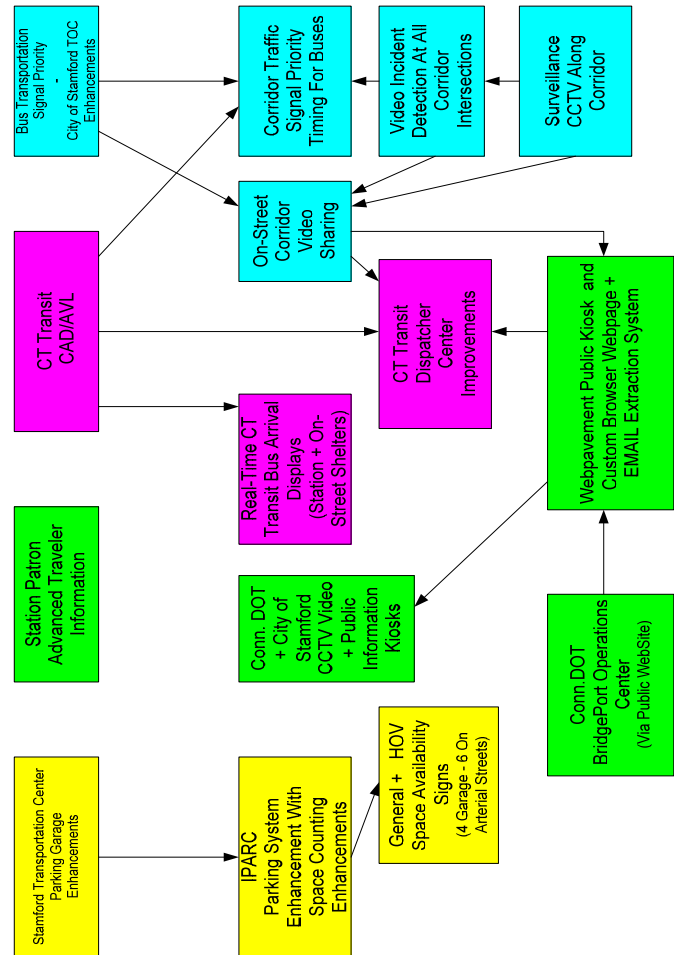 Stamford Transportation Center
Parking Garage
Enhancements
Station Patron
Advanced Traveler
Information
CT Transit
CAD/AVL
Bus Transportation
Signal Priority
-
City of Stamford TOC
Enhancements
IPARC
Parking System
Enhancement With
Space Counting
Enhancements
Conn. DOT
+ City of
Stamford
CCTV Video
+ Public
Information
Kiosks
Real-Time CT
Transit Bus Arrival
Displays
(Station + On-
Street Shelters)
On-Street
Corridor
Video
Sharing
Corridor Traffic
Signal Priority
Timing For Buses
General + HOV
Space Availability
Signs
(4 Garage - 6 On
Arterial Streets)
CT Transit
Dispatcher
Center
Improvements
Video Incident
Detection At All
Corridor
Intersections
Conn.DOT
BridgePort Operations
Center
(Via Public WebSite)
Webpavement Public Kiosk and
Custom Browser Webpage +
EMAIL Extraction System
Surveillance
CCTV Along
Corridor